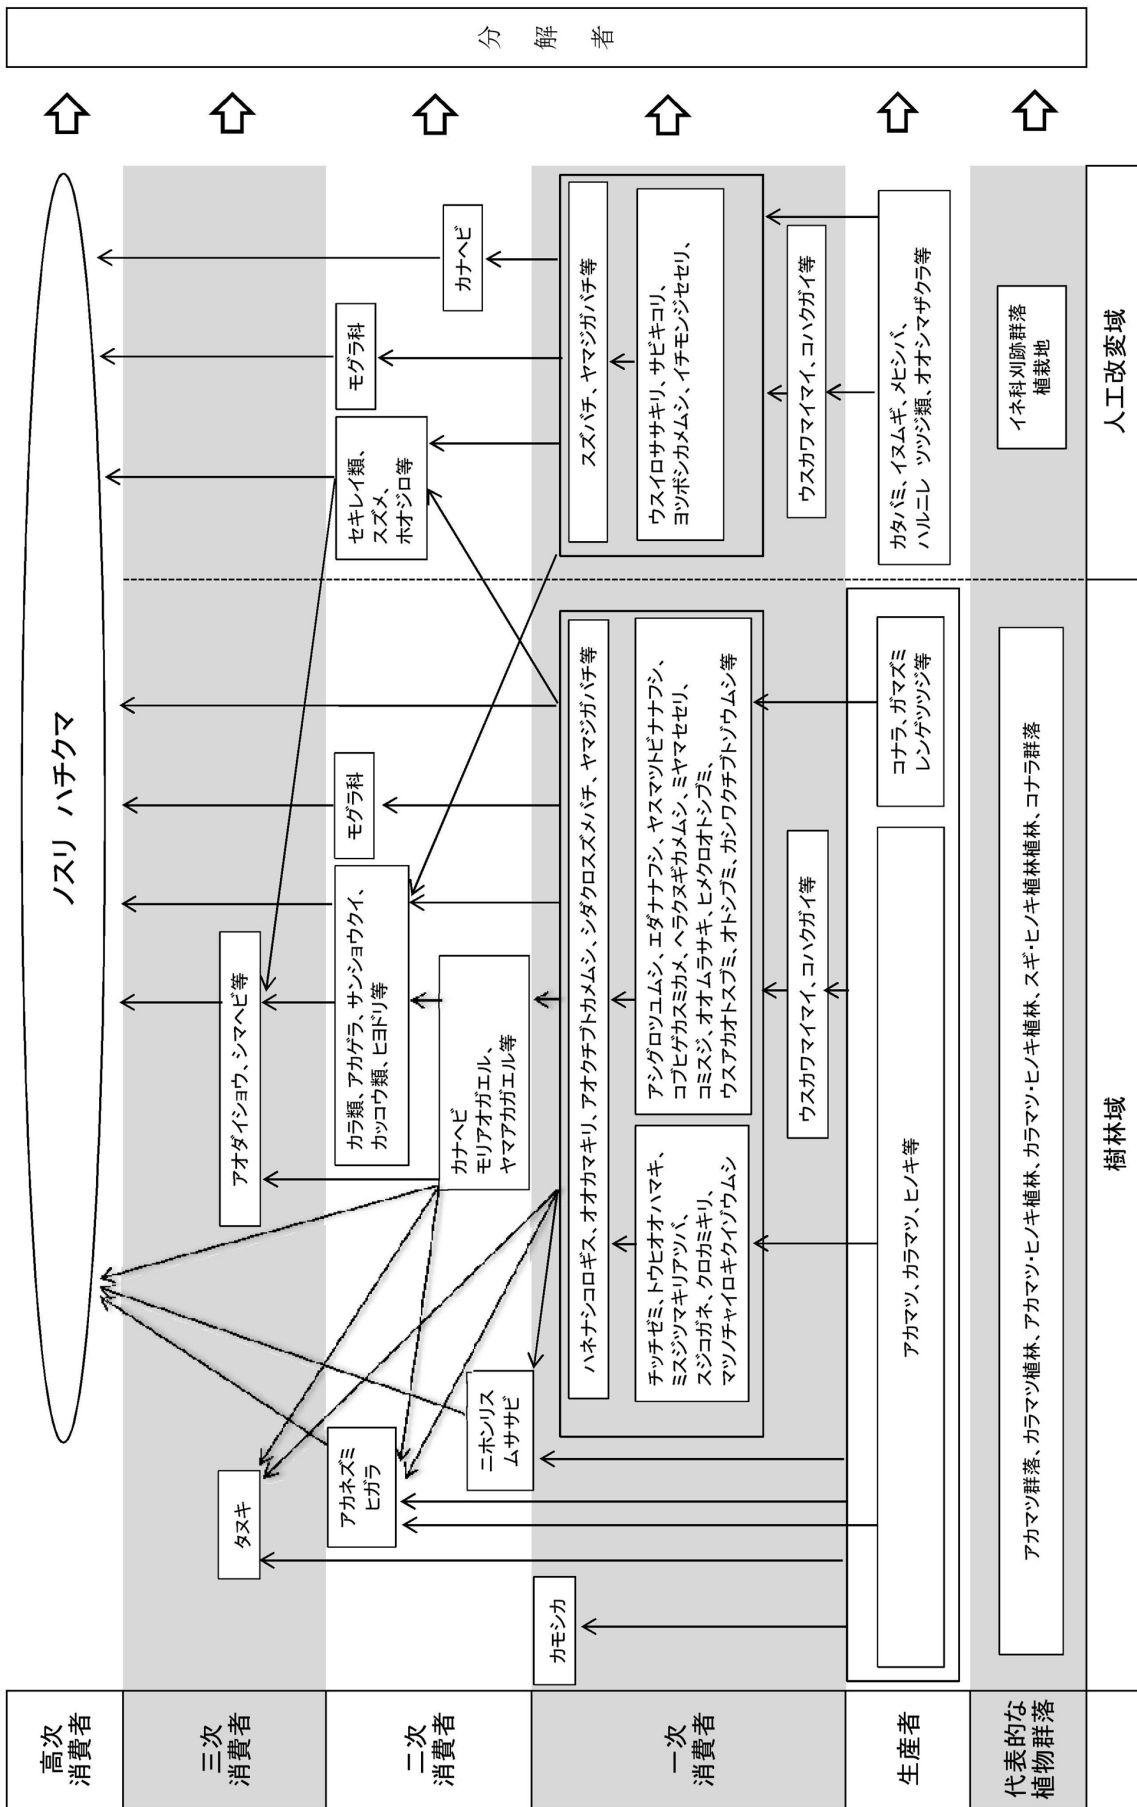 高次
消費者
ノスリ ハチクマ
三次
消費者
タヌキ
アオダイショウ、シマヘビ等
二次
消費者
アカネズミ
ヒガラ
ニホンリス
ムササビ
カラ類、アカゲラ、サンショウクイ、
カッコウ類、ヒヨドリ等
カナヘビ
モリアオガエル、
ヤマアカガエル等
モグラ科
セキレイ類、
スズメ、
ホオジロ等
モグラ科
カナヘビ
一次
消費者
カモシカ
ハネナシコロギス、オオカマキリ、アオクチブトカメムシ、シダクロスズメバチ、ヤマジガバチ等
チッチゼミ、トウヒオオハマキ、
ミスジツマキリアツバ、
スジコガネ、クロカミキリ、
マツノチャイロキクイゾウムシ
アシグロツユムシ、エダナナフシ、ヤスマツトビナナフシ、
コブヒゲカスミカメ、ヘラクヌギカメムシ、ミヤマセセリ、
コミスジ、オオムラサキ、ヒメクロオトシブミ、
ウスアカオトスブミ、オトシブミ、カシワクチブトゾウムシ等
ウスカワマイマイ、コハクガイ等
スズバチ、ヤマジガバチ等
ウスイロササキリ、サビキコリ、
ヨツボシカメムシ、イチモンジセセリ、
ウスカワマイマイ、コハクガイ等
生産者
アカマツ、カラマツ、ヒノキ等
コナラ、ガマズミ
レンゲツツジ等
カタバミ、イヌムギ、メヒシバ、
ハルニレ ツツジ類、オオシマザクラ等
代表的な
植物群落
アカマツ群落、カラマツ植林、アカマツ・ヒノキ植林、カラマツ・ヒノキ植林、スギ・ヒノキ植林植林、コナラ群落
イネ科刈跡群落
植栽地
樹林域
人工改変域
分解者